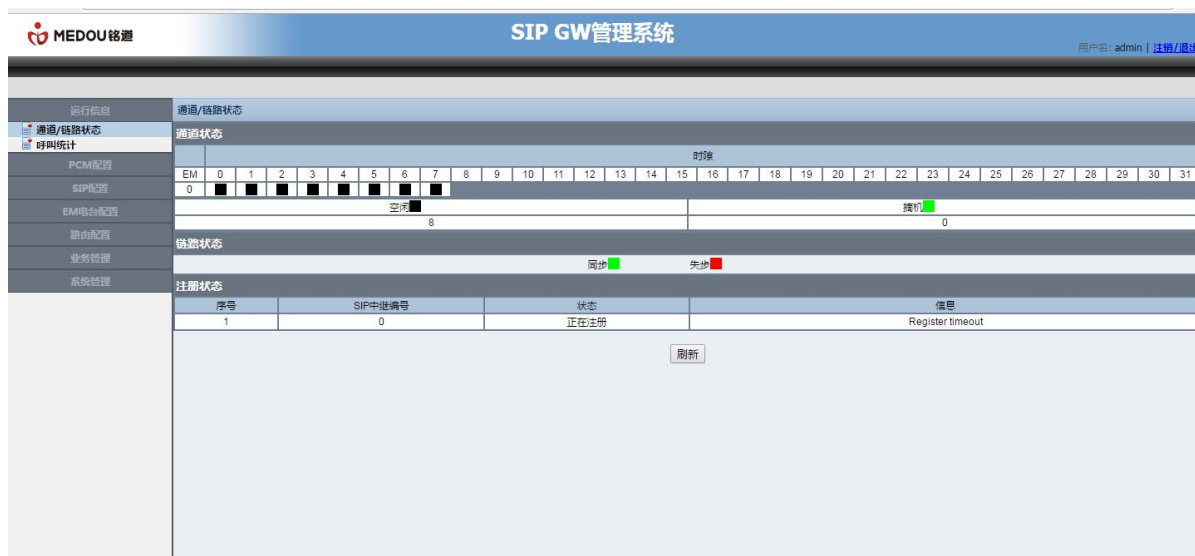 MEDOU铭道
SIP GW管理系统
用户名: admin | 注销/退出
运行信息
通道/链路状态
呼叫统计
PCM配置
SIP配置
EM电台配置
路由配置
业务管理
系统管理
通道/链路状态
通道状态
时隙
EM 0 1 2 3 4 5 6 7 8 9 10 11 12 13 14 15 16 17 18 19 20 21 22 23 24 25 26 27 28 29 30 31
0
空闲 摘机
8 0
链路状态
同步 失步
注册状态
序号 SIP中继编号 状态 信息
1 0 正在注册 Register timeout
刷新